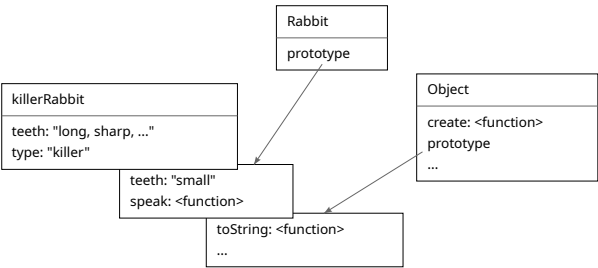 Rabbit
prototype
killerRabbit
teeth: "long, sharp, ..."
type: "killer"
Object
create: <function>
prototype
...
teeth: "small"
speak: <function>
toString: <function>
...